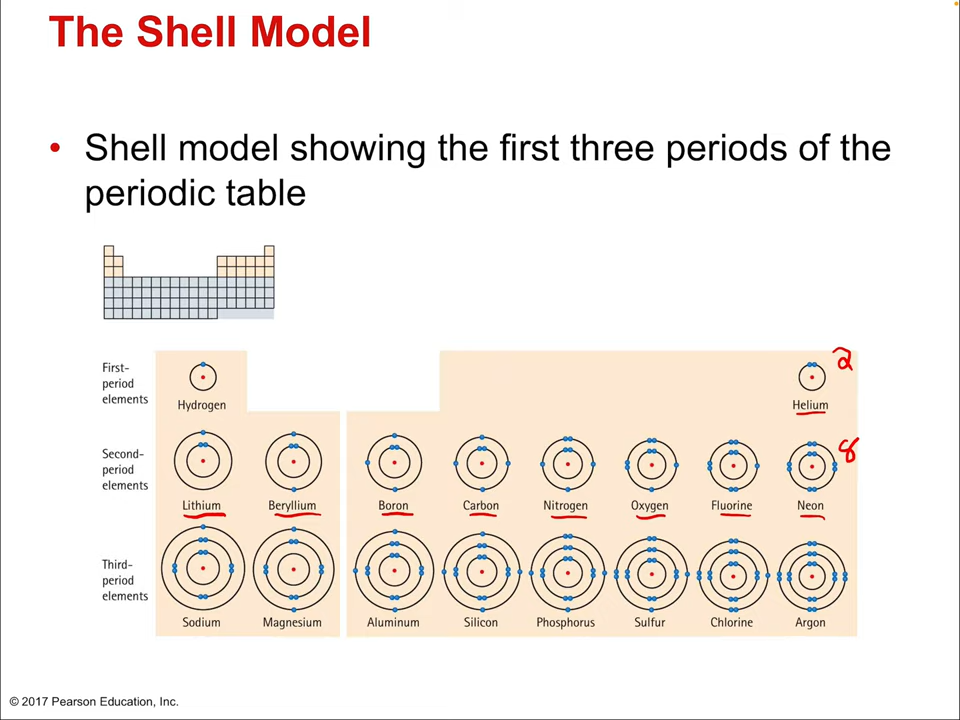 The Shell Model
• Shell model showing the first three periods of the
periodic table
First-
period
elements
Hydrogen
Helium
2
Second-
period
elements
Lithium
Beryllium
Boron
Carbon
Nitrogen
Oxygen
Fluorine
Neon
8
Third-
period
elements
Sodium
Magnesium
Aluminum
Silicon
Phosphorus
Sulfur
Chlorine
Argon
© 2017 Pearson Education, Inc.